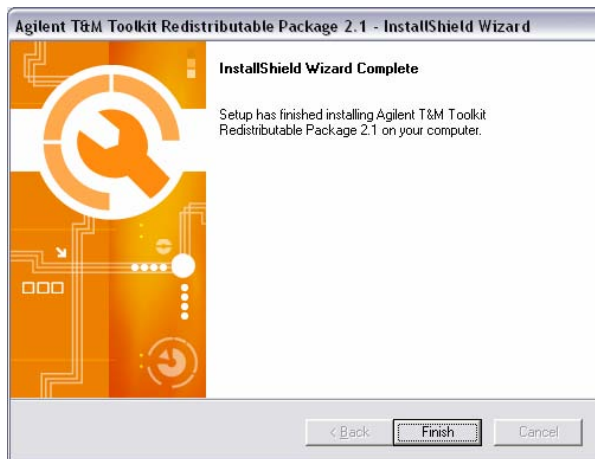 Agilent T&M Toolkit Redistributable Package 2.1 - InstallShield Wizard
InstallShield Wizard Complete
Setup has finished installing Agilent T&M Toolkit
Redistributable Package 2.1 on your computer.
< Back Finish Cancel